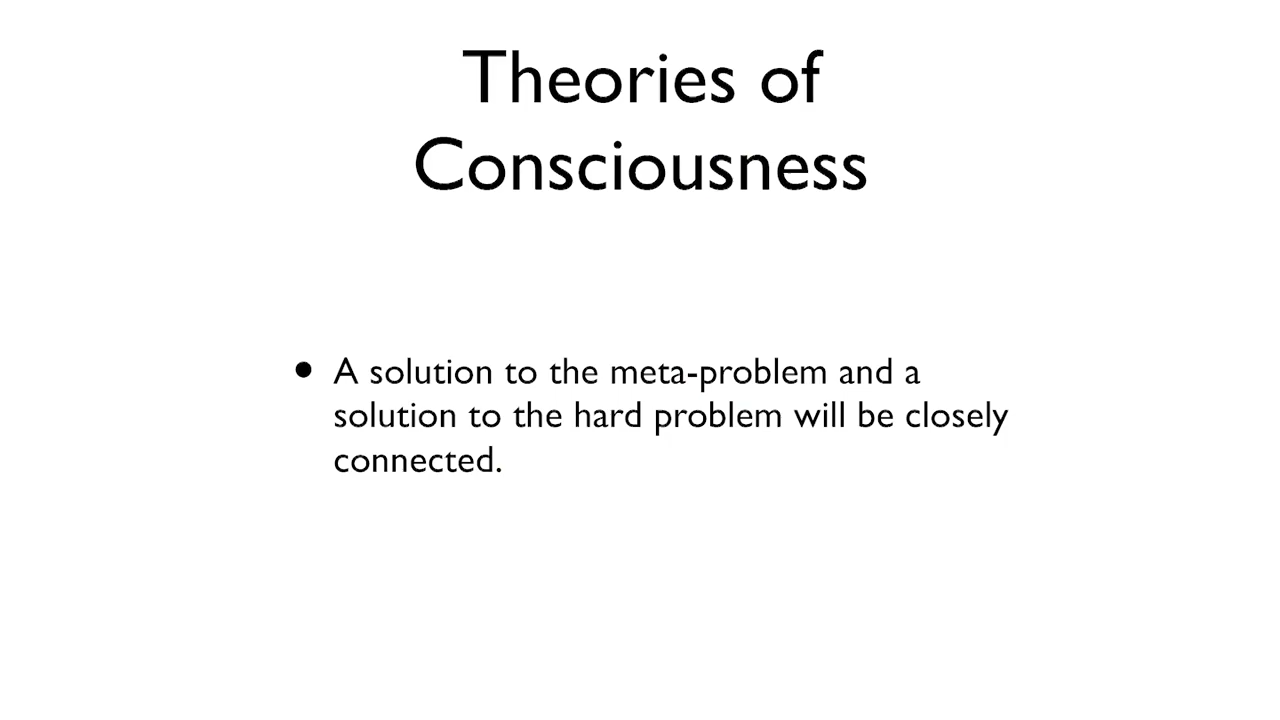 Theories of
Consciousness
• A solution to the meta-problem and a
solution to the hard problem will be closely
connected.